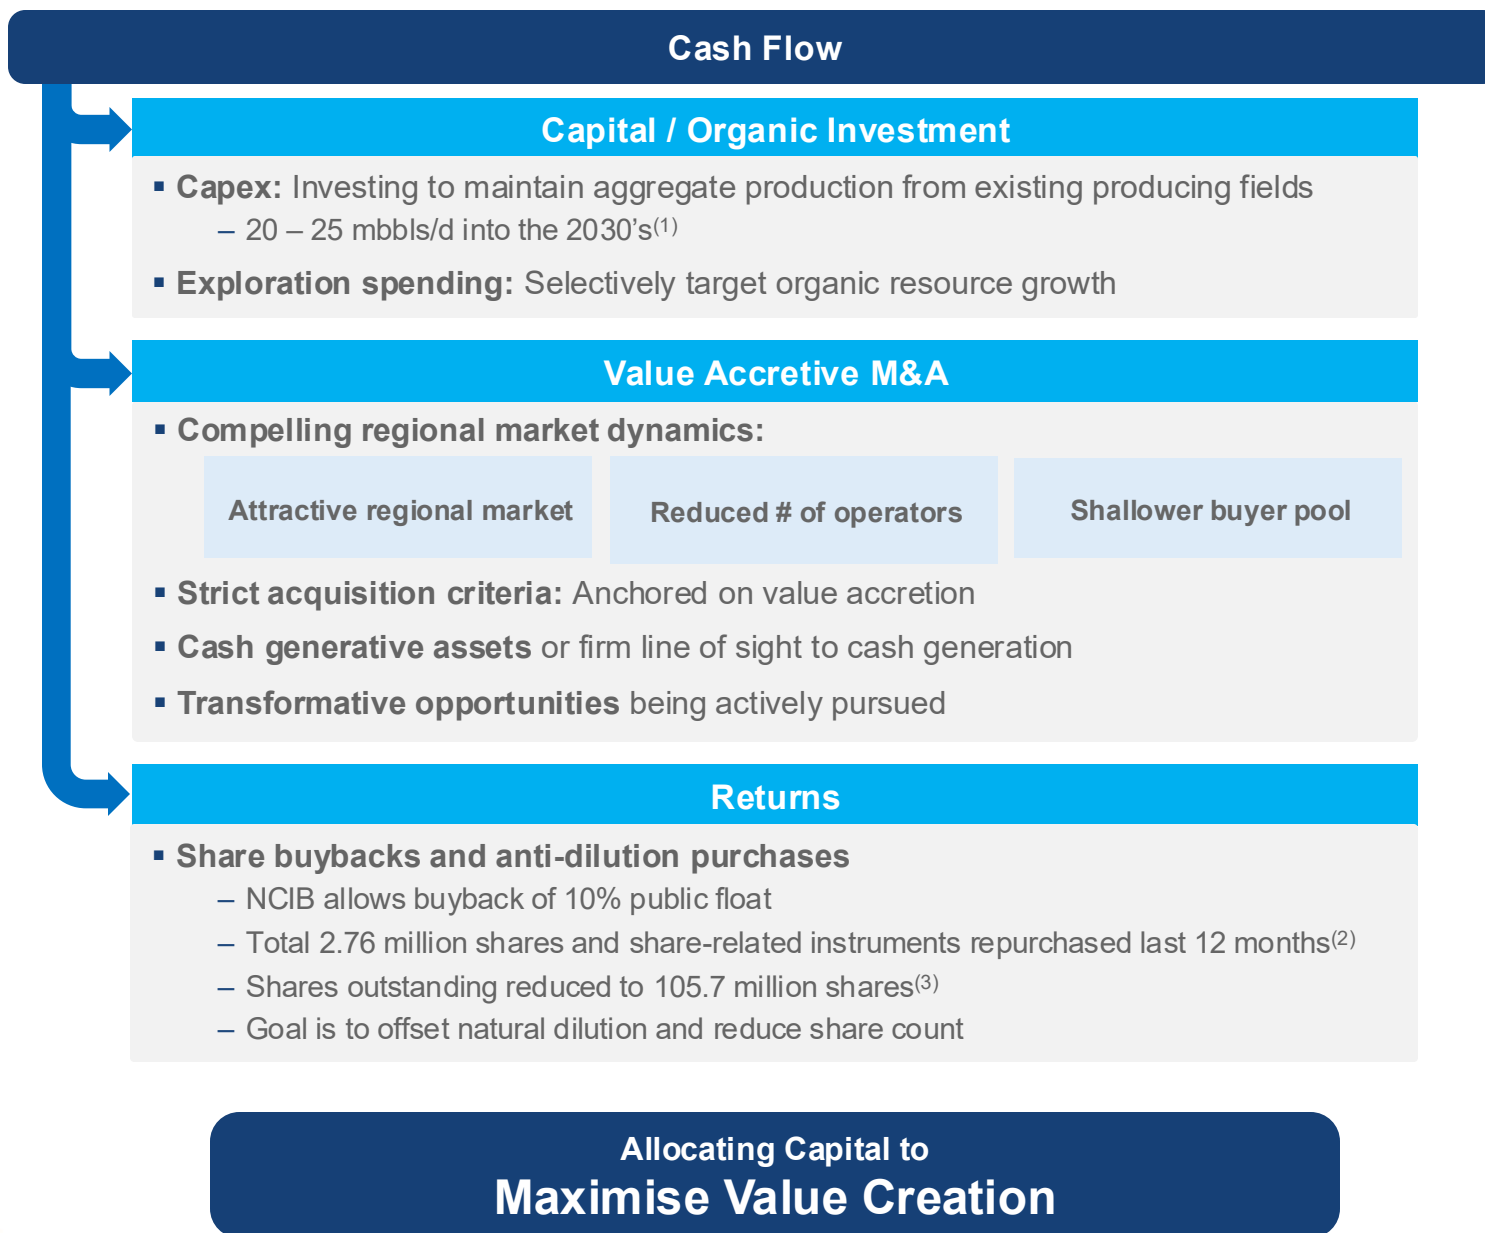 Cash Flow
Capital / Organic Investment
▪ Capex: Investing to maintain aggregate production from existing producing fields
– 20 – 25 mbbls/d into the 2030’s(1)
▪ Exploration spending: Selectively target organic resource growth
Value Accretive M&A
▪ Compelling regional market dynamics:
Attractive regional market
Reduced # of operators
Shallower buyer pool
▪ Strict acquisition criteria: Anchored on value accretion
▪ Cash generative assets or firm line of sight to cash generation
▪ Transformative opportunities being actively pursued
Returns
▪ Share buybacks and anti-dilution purchases
– NCIB allows buyback of 10% public float
– Total 2.76 million shares and share-related instruments repurchased last 12 months(2)
– Shares outstanding reduced to 105.7 million shares(3)
– Goal is to offset natural dilution and reduce share count
Allocating Capital to
Maximise Value Creation